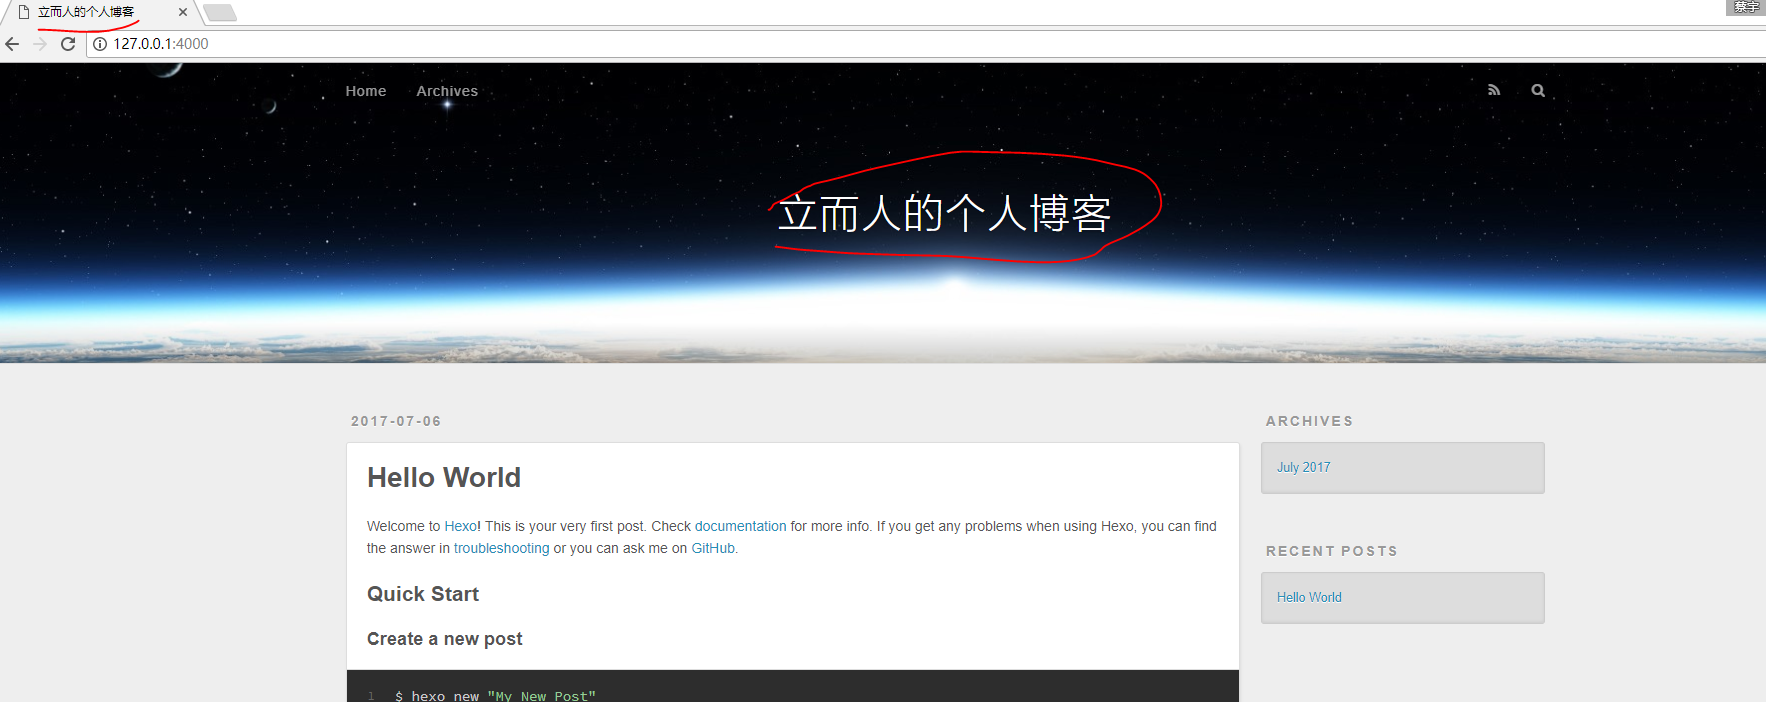 立而人的个人博客
蔡宇
127.0.0.1:4000
Home Archives
立而人的个人博客
2017-07-06
ARCHIVES
Hello World
July 2017
Welcome to Hexo! This is your very first post. Check documentation for more info. If you get any problems when using Hexo, you can find
the answer in troubleshooting or you can ask me on GitHub.
RECENT POSTS
Quick Start
Hello World
Create a new post
1 $ hexo new "My New Post"